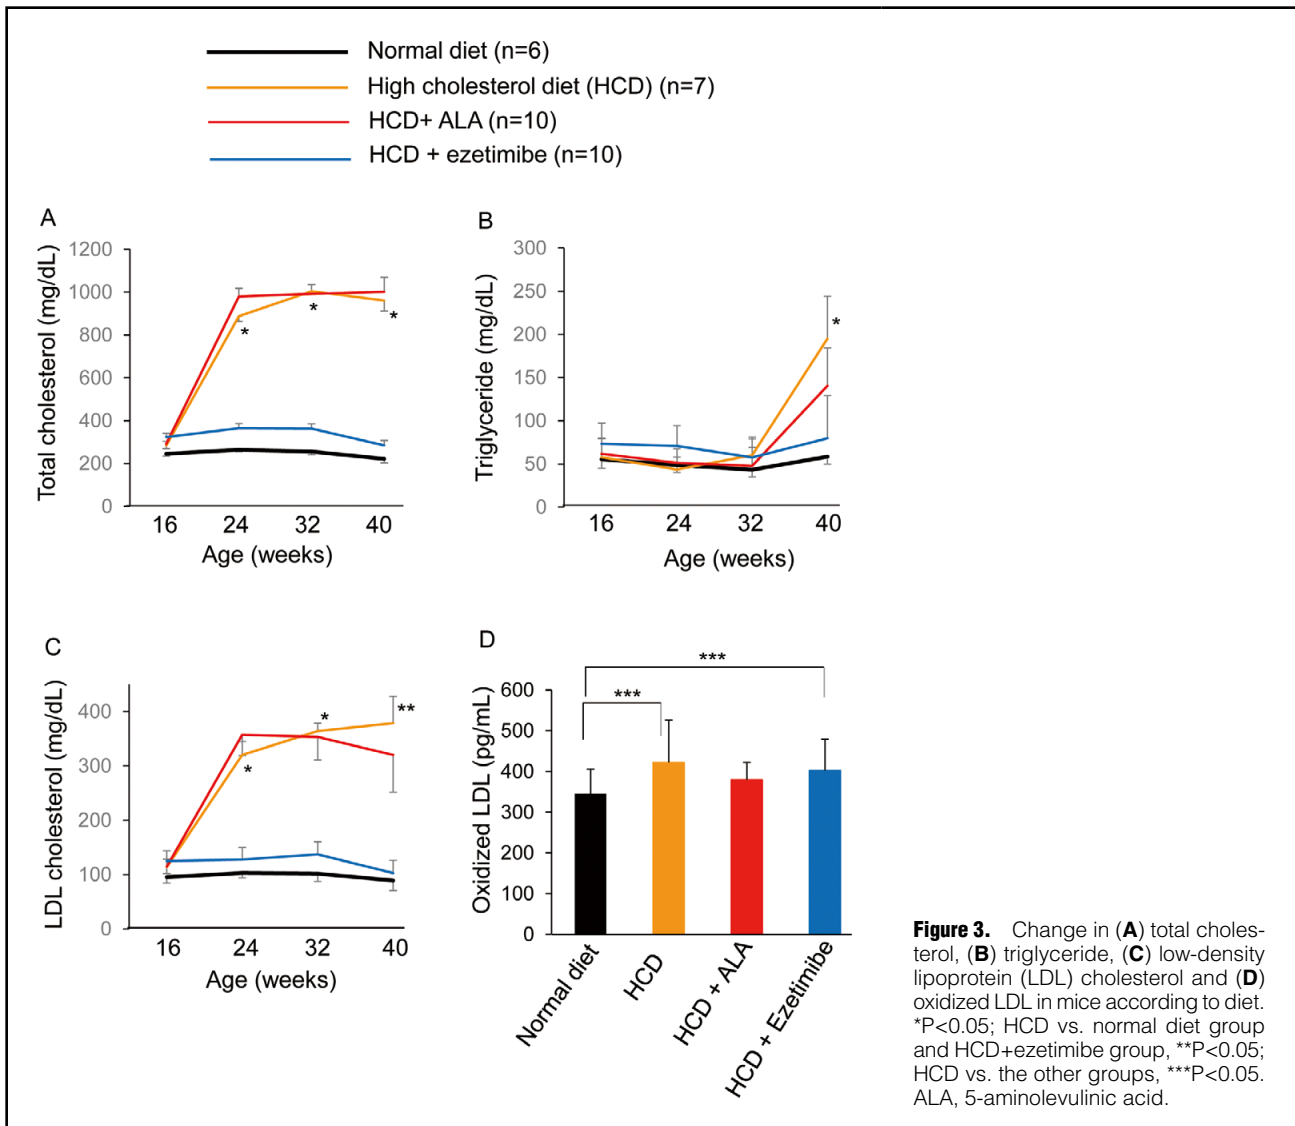 Normal diet (n=6)
High cholesterol diet (HCD) (n=7)
HCD+ ALA (n=10)
HCD + ezetimibe (n=10)
A
Total cholesterol (mg/dL)
1200
1000
800
600
400
200
0
*
*
*
16 24 32 40
Age (weeks)
B
Triglyceride (mg/dL)
300
250
200
150
100
50
0
*
16 24 32 40
Age (weeks)
C
LDL cholesterol (mg/dL)
400
300
200
100
0
*
*
**
16 24 32 40
Age (weeks)
D
Oxidized LDL (pg/mL)
600
500
400
300
200
100
0
***
***
Normal diet
HCD
HCD + ALA
HCD + Ezetimibe
Figure 3. Change in (A) total choles-
terol, (B) triglyceride, (C) low-density
lipoprotein (LDL) cholesterol and (D)
oxidized LDL in mice according to diet.
*P<0.05; HCD vs. normal diet group
and HCD+ezetimibe group, **P<0.05;
HCD vs. the other groups, ***P<0.05.
ALA, 5-aminolevulinic acid.